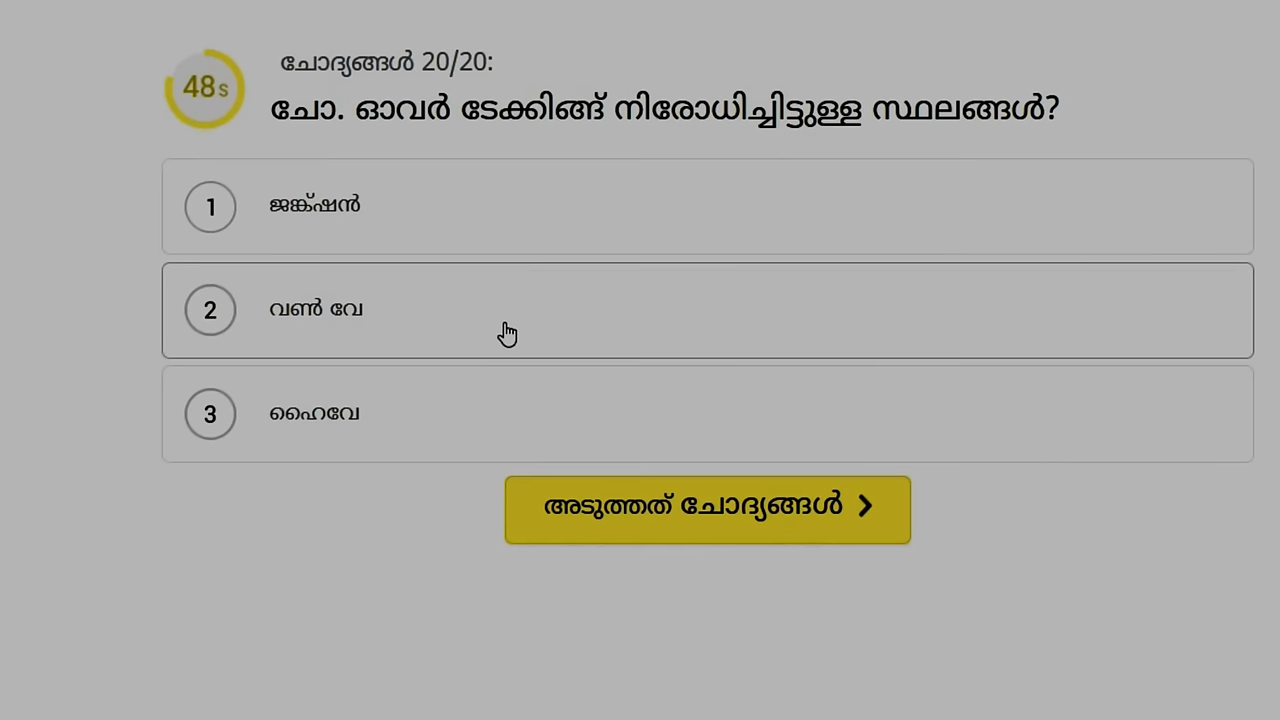 48s
ചോദ്യങ്ങൾ 20/20:
ചോ. ഓവർ ടേക്കിങ്ങ് നിരോധിച്ചിട്ടുള്ള സ്ഥലങ്ങൾ?
1 ജങ്ക്ഷൻ
2 വൺ വേ
3 ഹൈവേ
അടുത്തത് ചോദ്യങ്ങൾ